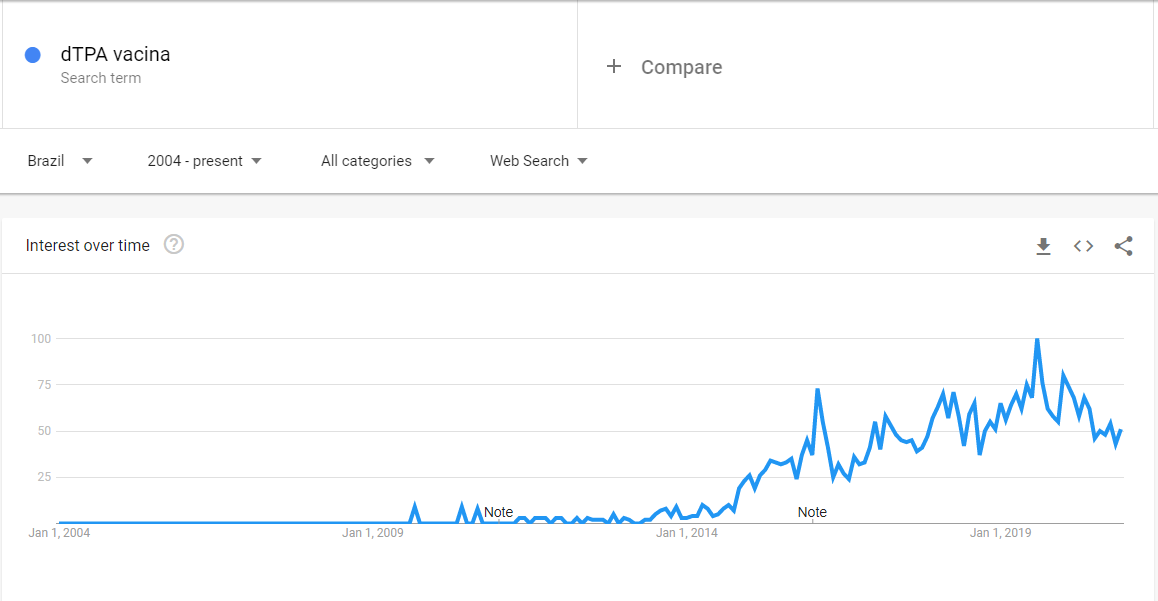 dTPA vacina
Search term
Compare
Brazil
2004 - present
All categories
Web Search
Interest over time
?
100
75
50
25
Note
Note
Jan 1, 2004
Jan 1, 2009
Jan 1, 2014
Jan 1, 2019